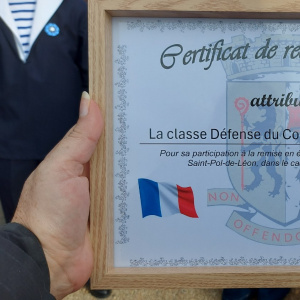 Certificat de re
attribu
La classe Défense du Co
Pour sa participation à la remise en é
Saint-Pol-de-Léon, dans le ca
NON
OFFENDO